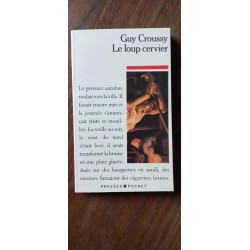 Guy Croussy
Le loup cervier
Le premier autobus
roulait vers la ville. Il
faisait encore nuit et
la journée s'annon-
çait triste et mouil-
lée. La veille au soir,
le vent du nord
s'était levé, il avait
transformé la bruine
en une pluie glacée.
Assis sur des banquettes en simili, des
ouvriers fumaient des cigarettes brunes.
PRESSES POCKET